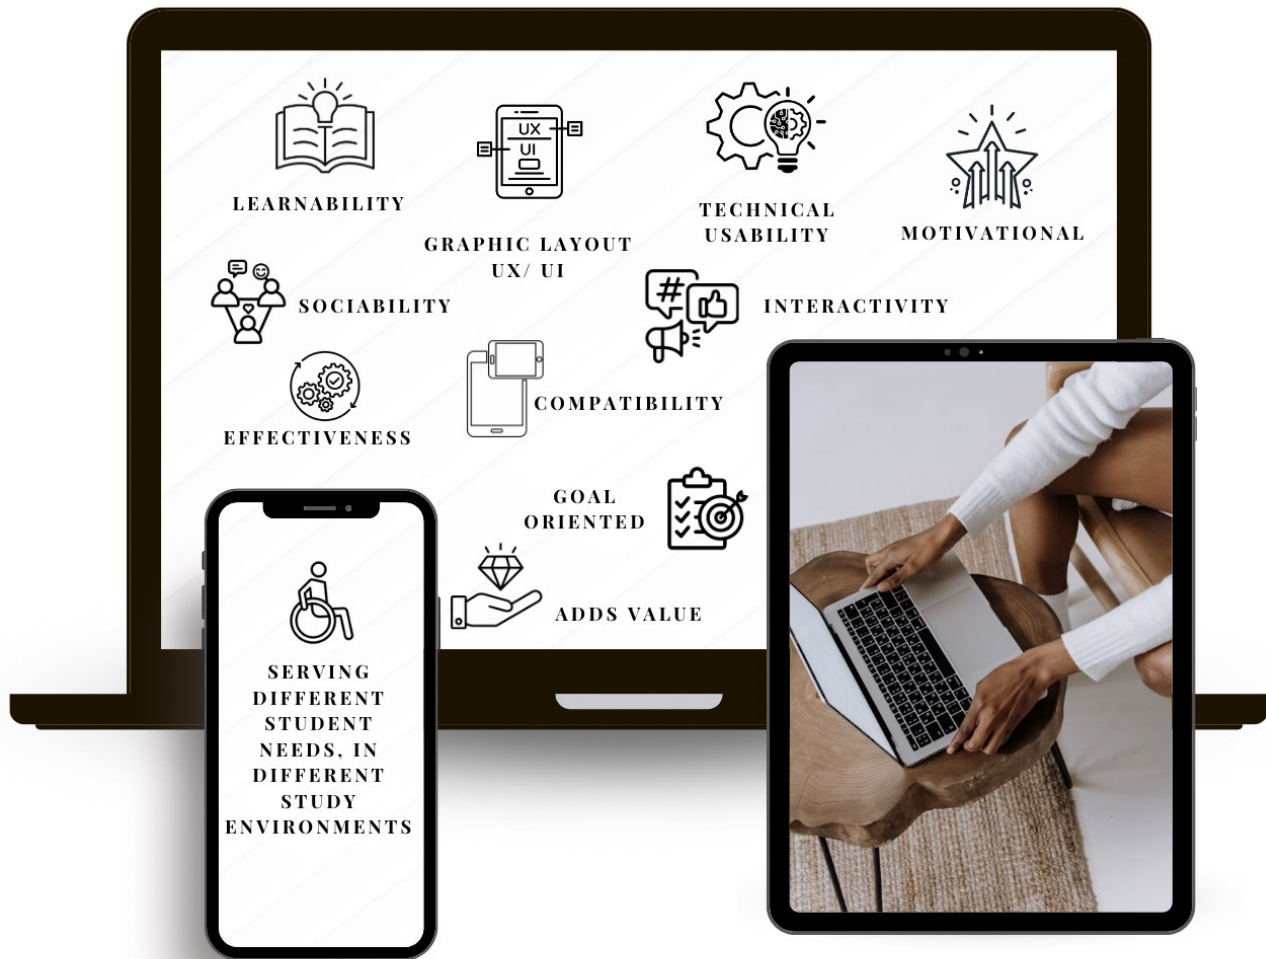 UX
UI
LEARNABILITY
GRAPHIC LAYOUT
UX/ UI
TECHNICAL
USABILITY
MOTIVATIONAL
SOCIABILITY
#
INTERACTIVITY
EFFECTIVENESS
COMPATIBILITY
GOAL
ORIENTED
ADDS VALUE
SERVING
DIFFERENT
STUDENT
NEEDS, IN
DIFFERENT
STUDY
ENVIRONMENTS